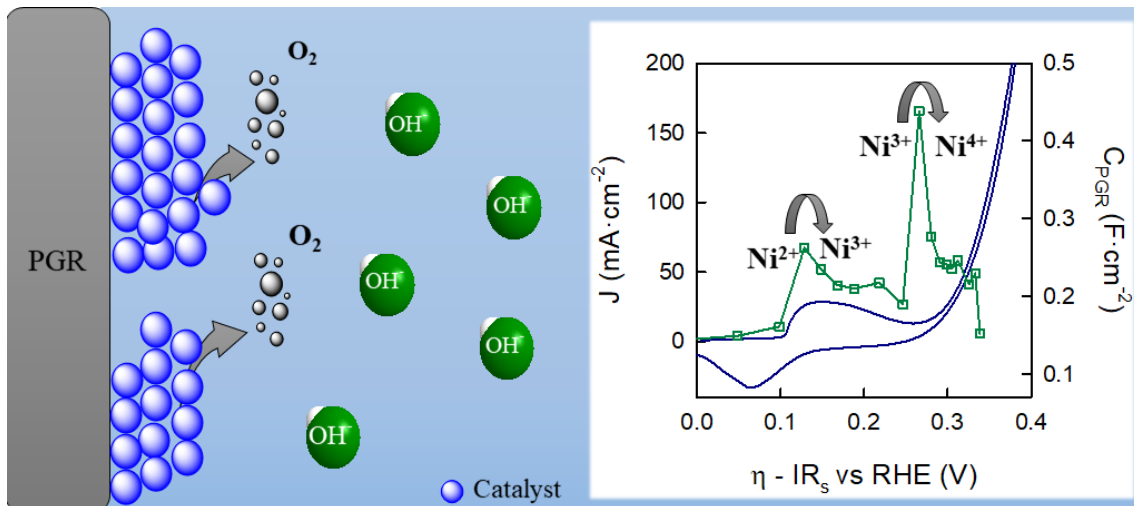 PGR
O₂
O₂
OH⁻
OH⁻
OH⁻
OH⁻
OH⁻
Catalyst
J (mA·cm⁻²)
200
150
100
50
0
Ni²⁺
Ni³⁺
Ni³⁺
Ni⁴⁺
0.5
0.4
0.3
0.2
0.1
C_PGR (F·cm⁻²)
0.0 0.1 0.2 0.3 0.4
η - IRₛ vs RHE (V)